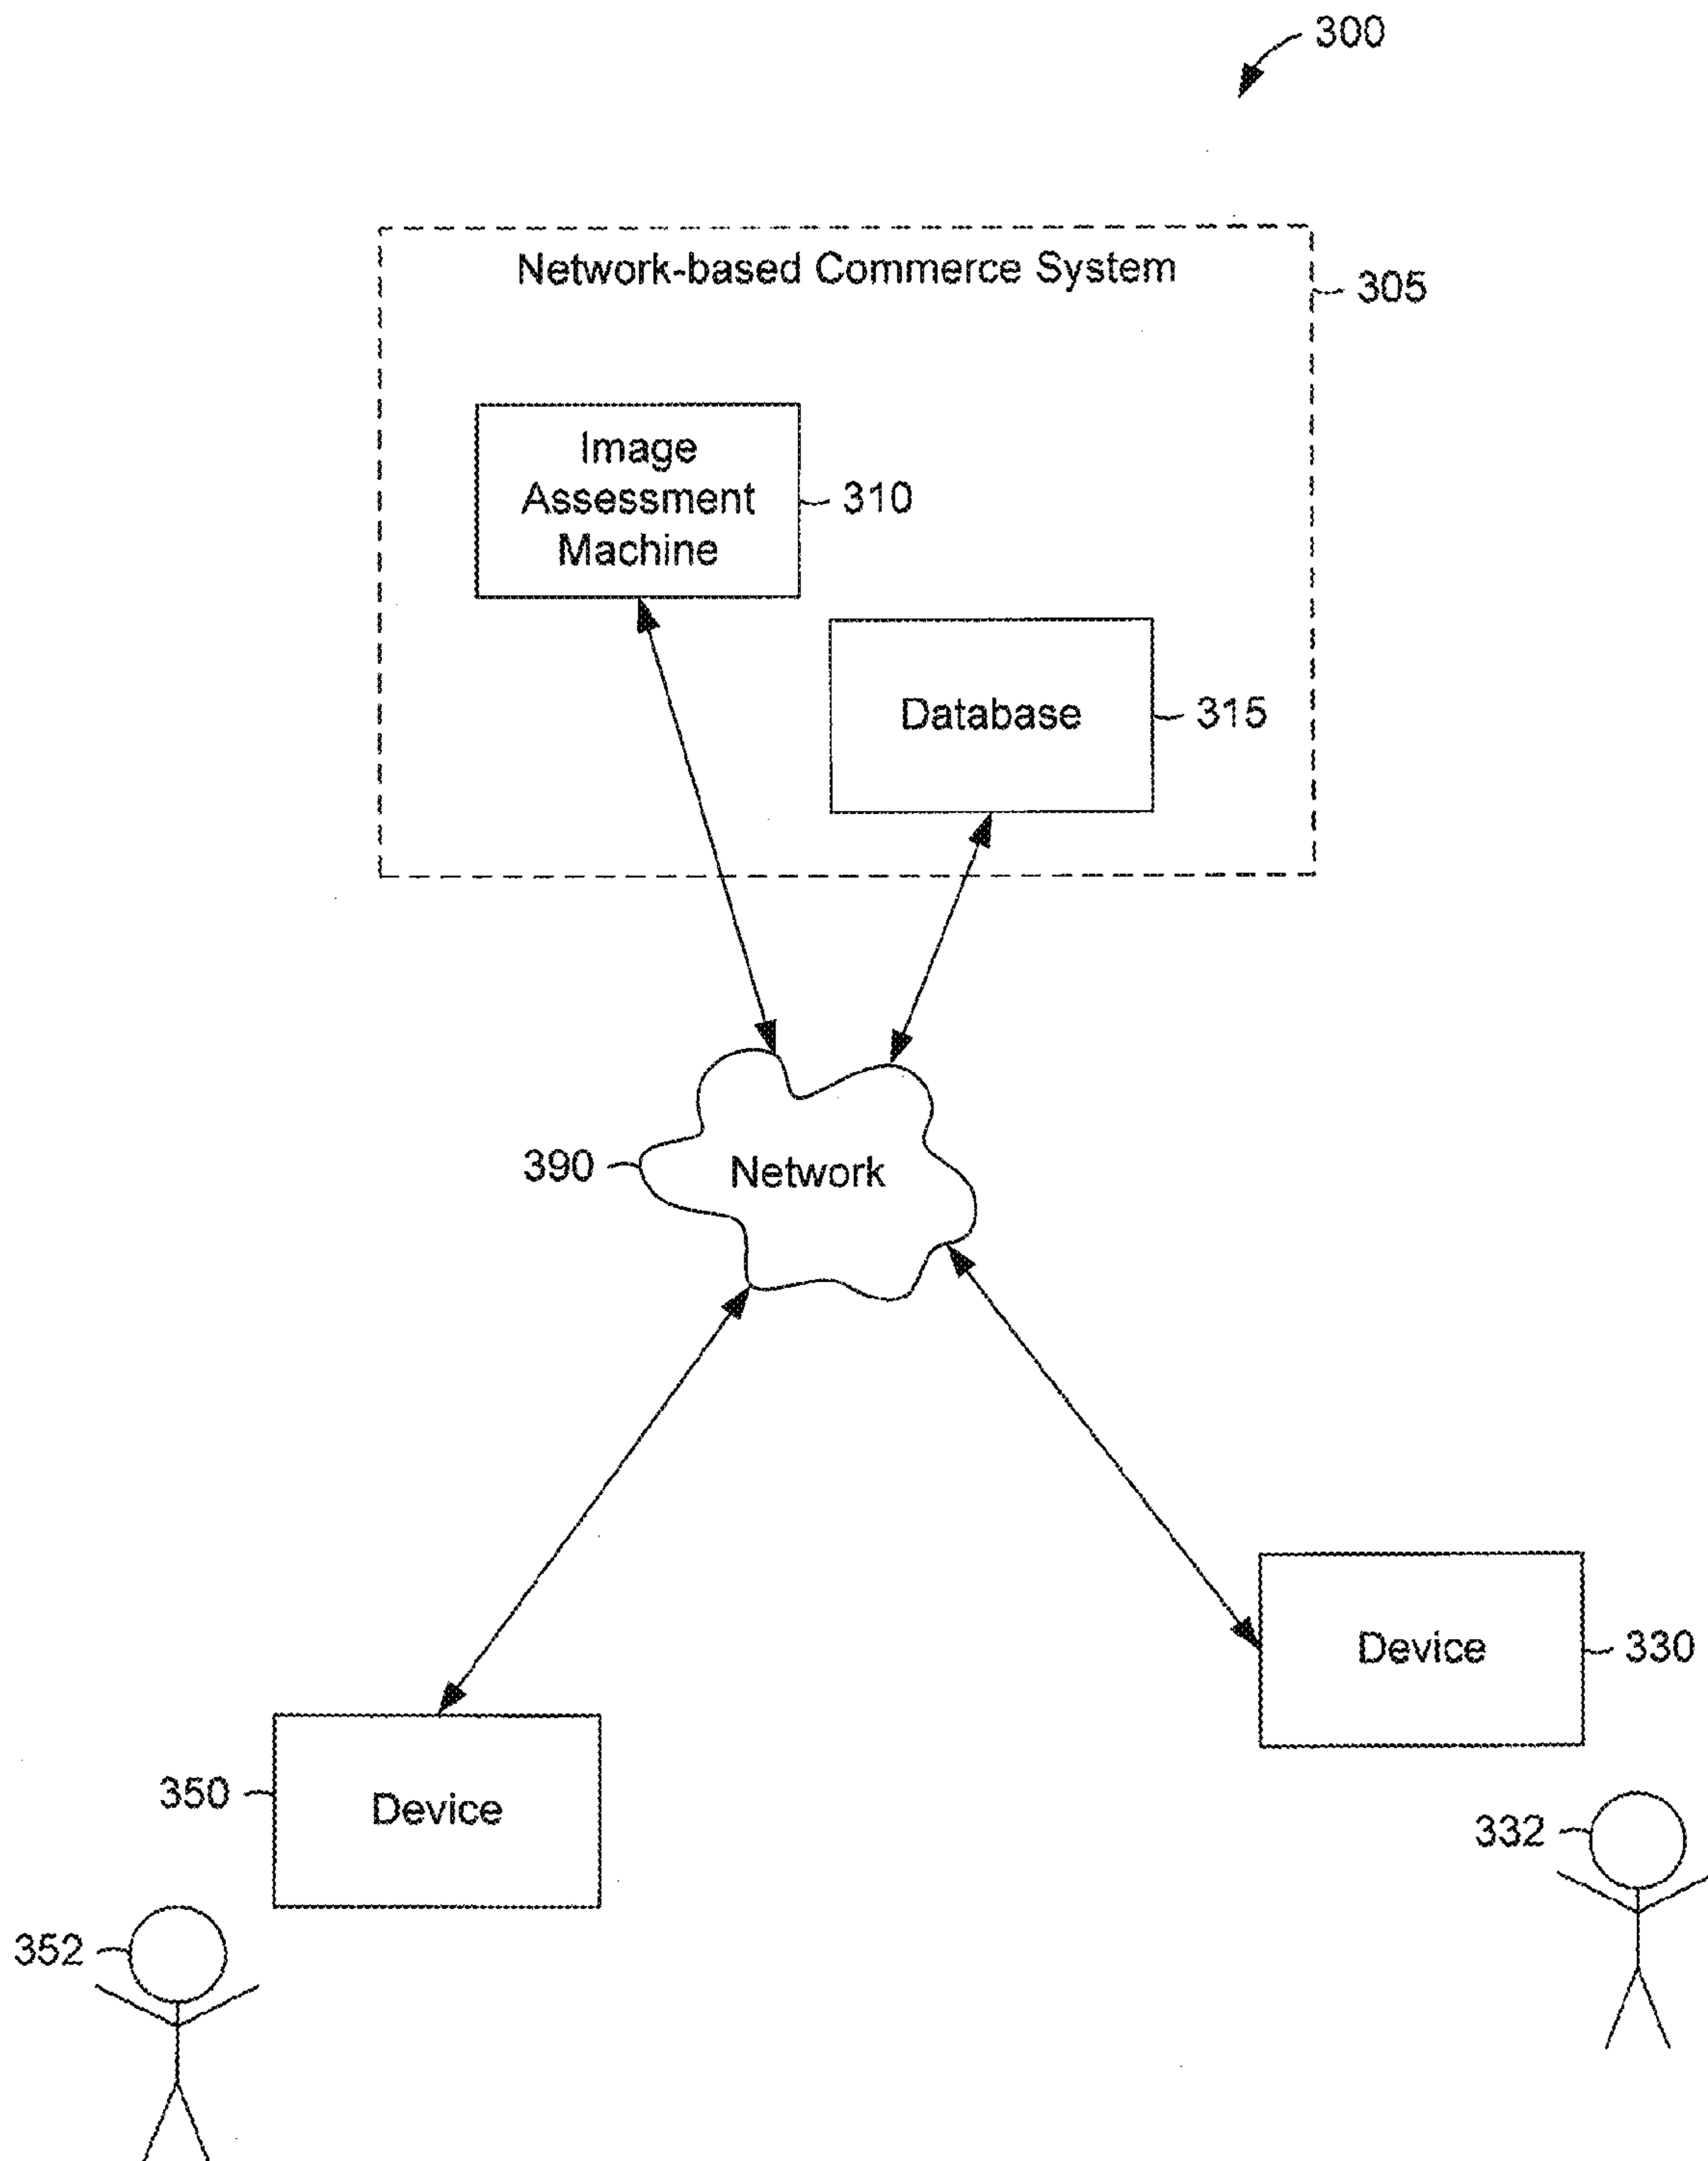 300
Network-based Commerce System
305
Image
Assessment
Machine
310
Database
315
390
Network
Device
330
350
Device
332
352